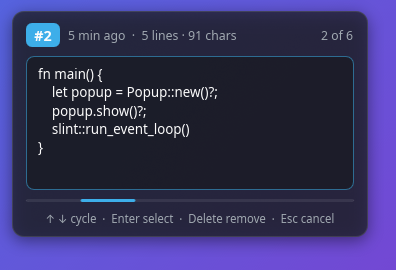 #2 5 min ago · 5 lines · 91 chars 2 of 6
fn main() {
    let popup = Popup::new()?;
    popup.show()?;
    slint::run_event_loop()
}
↑ ↓ cycle · Enter select · Delete remove · Esc cancel